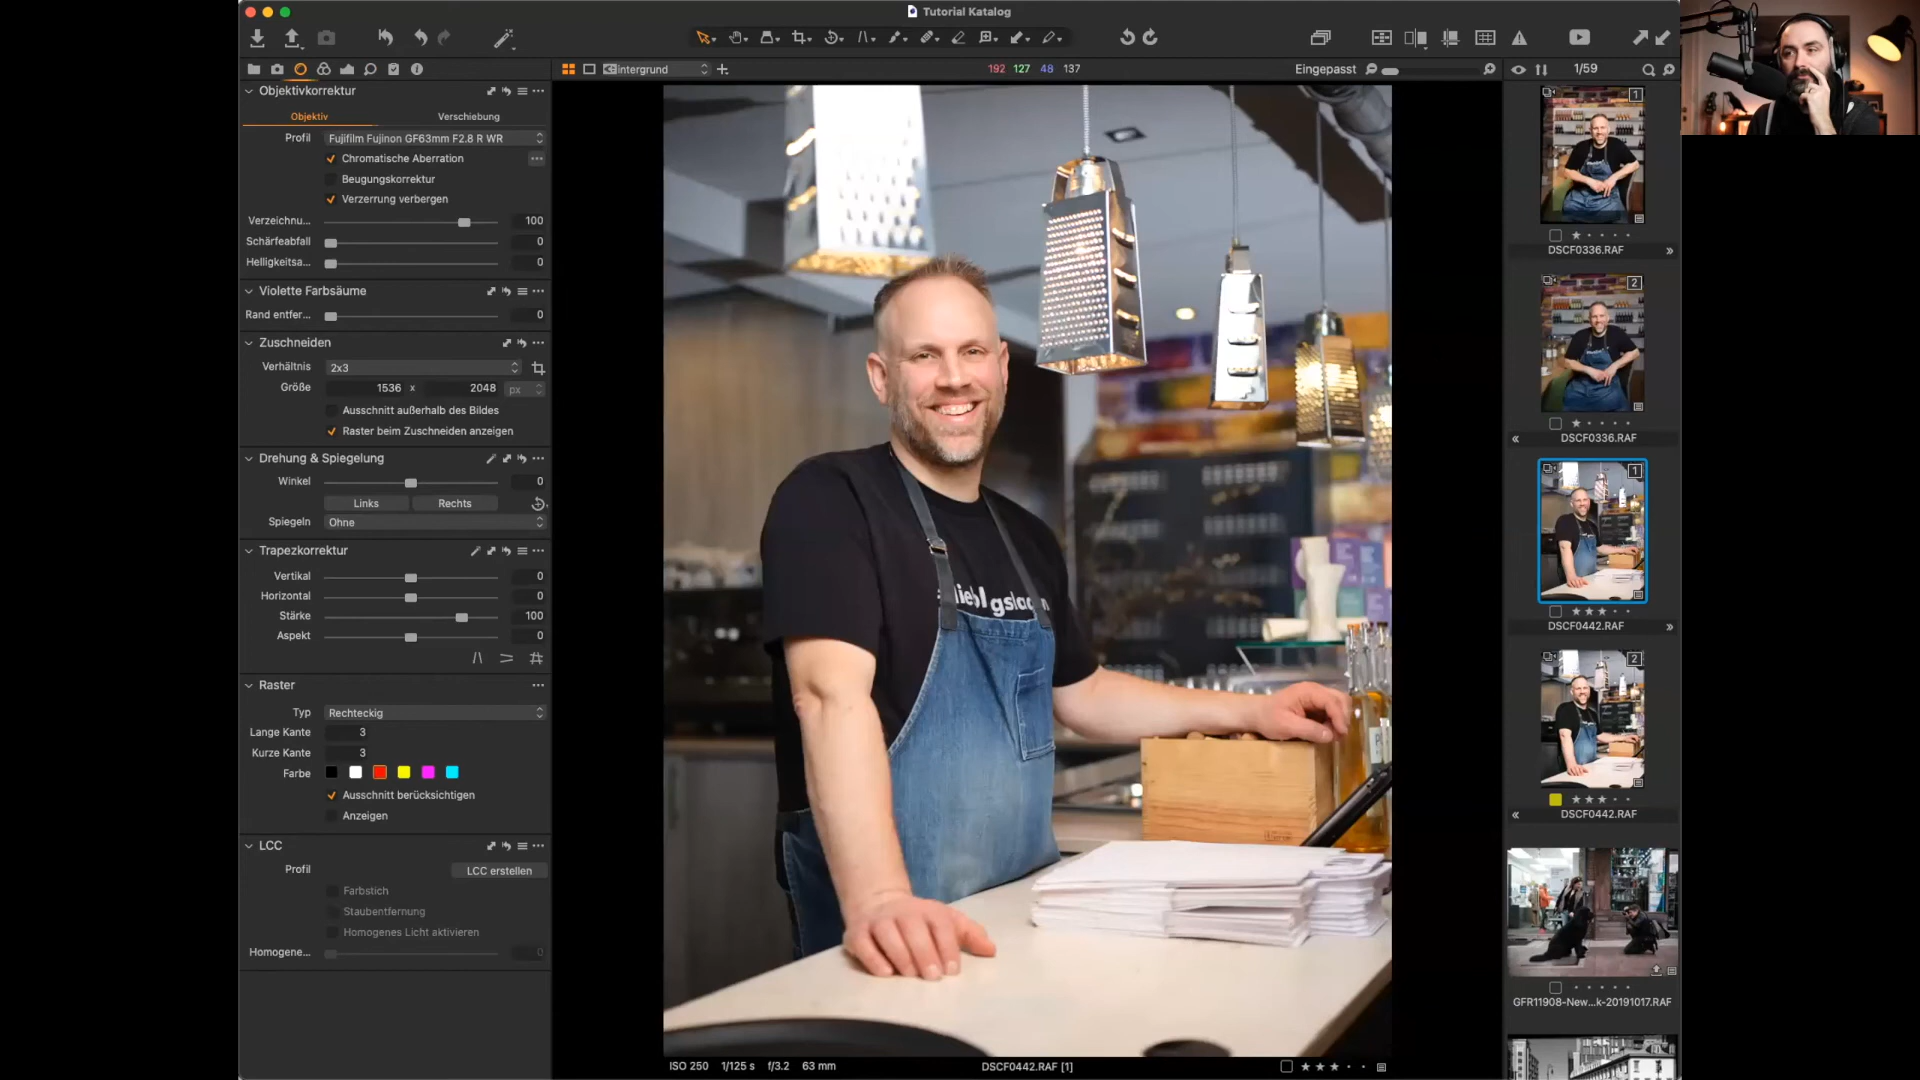 Tutorial Katalog
Hintergrund
192 127 48 137
Eingepasst
1/59
Objektivkorrektur
Objektiv
Verschiebung
Profil
Fujifilm Fujinon GF63mm F2.8 R WR
Chromatische Aberration
Beugungskorrektur
Verzerrung verbergen
Verzeichnu... 100
Schärfeabfall 0
Helligkeitsa... 0
Violette Farbsäume
Rand entfer... 0
Zuschneiden
Verhältnis 2x3
Größe 1536 x 2048 px
Ausschnitt außerhalb des Bildes
Raster beim Zuschneiden anzeigen
Drehung & Spiegelung
Winkel 0
Links Rechts
Spiegeln Ohne
Trapezkorrektur
Vertikal 0
Horizontal 0
Stärke 100
Aspekt 0
Raster
Typ Rechteckig
Lange Kante 3
Kurze Kante 3
Farbe
Ausschnitt berücksichtigen
Anzeigen
LCC
Profil LCC erstellen
Farbstich
Staubentfernung
Homogenes Licht aktivieren
Homogene... 0
ISO 250 1/125 s f/3.2 63 mm
DSCF0442.RAF [1]
1
DSCF0336.RAF
2
DSCF0336.RAF
1
DSCF0442.RAF
2
DSCF0442.RAF
GFR11908-New...k-20191017.RAF